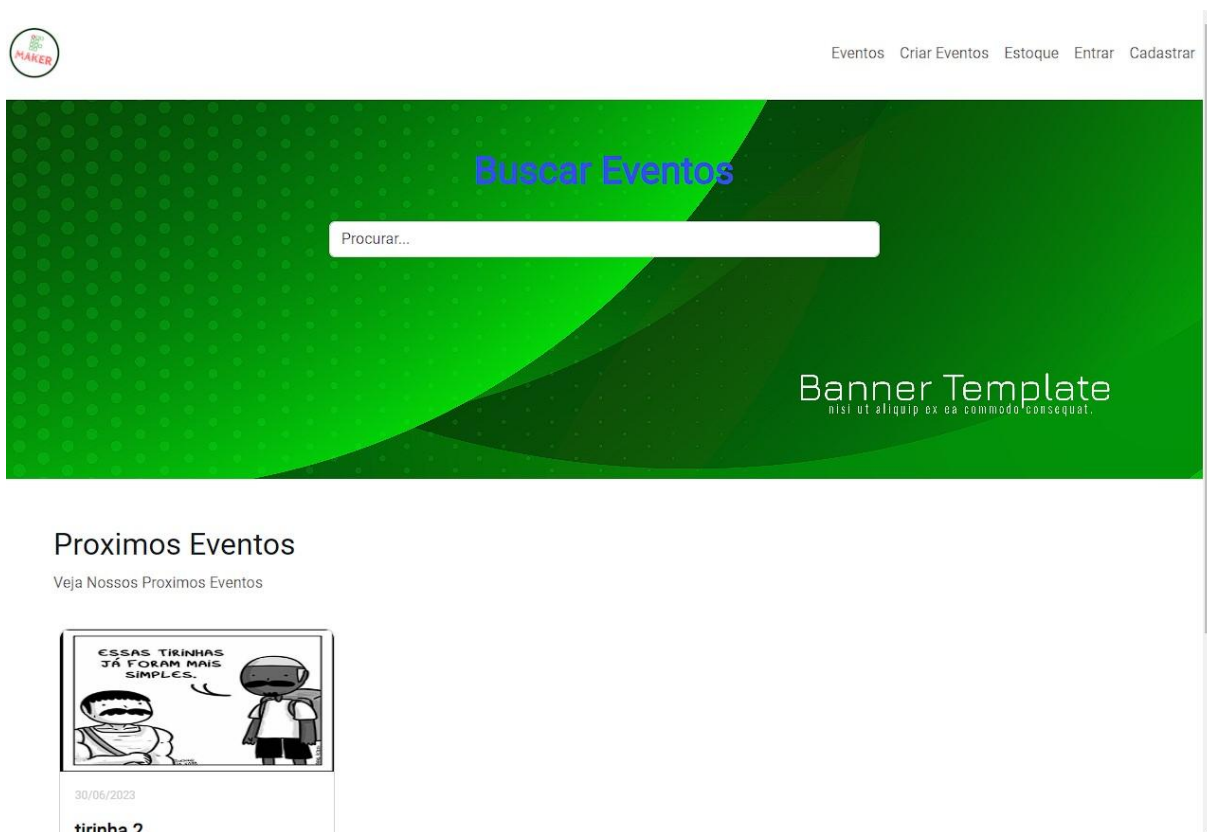 MAKER
Eventos Criar Eventos Estoque Entrar Cadastrar
Buscar Eventos
Procurar...
Banner Template
nisi ut aliquip ex ea commodo consequat.
Proximos Eventos
Veja Nossos Proximos Eventos
ESSAS TIRINHAS
JÁ FORAM MAIS
SIMPLES.
30/06/2023
tirinha 2